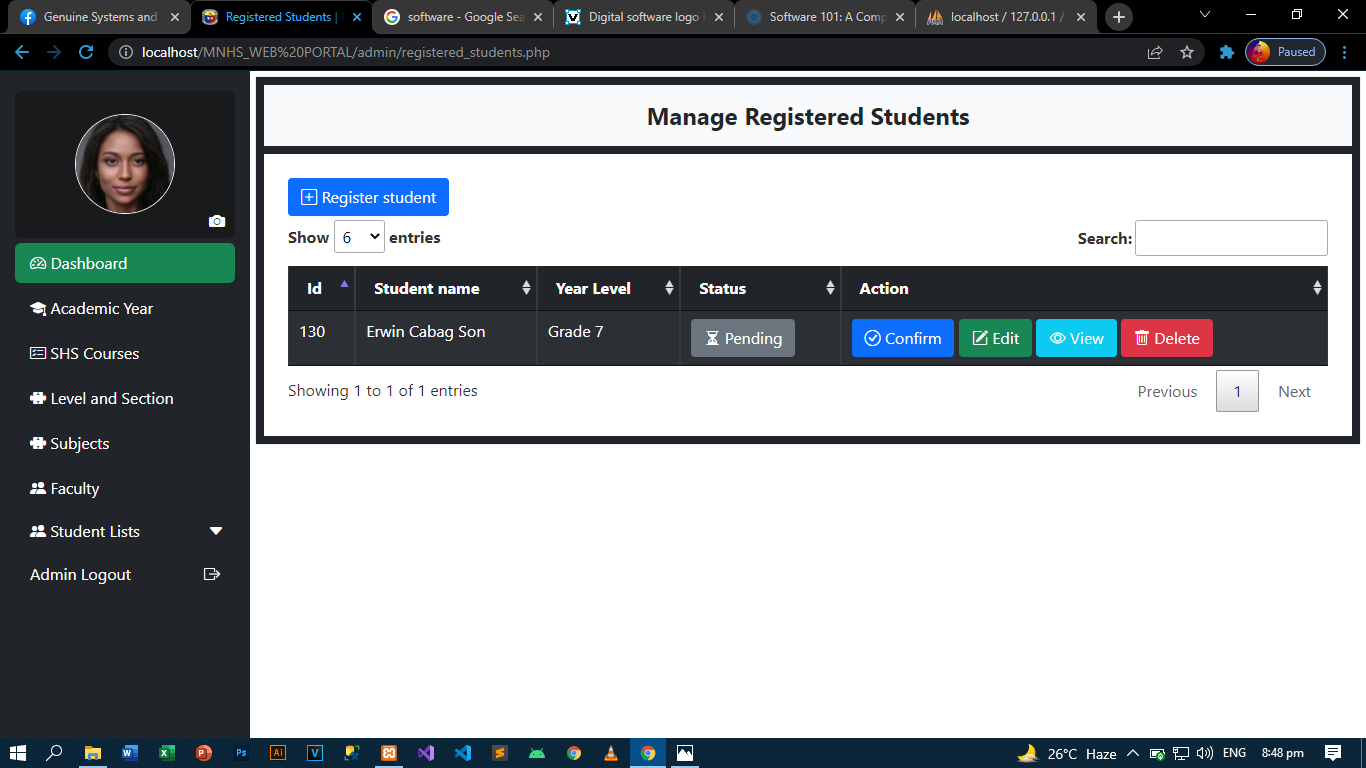 Genuine Systems and
Registered Students |
software - Google Sea
Digital software logo
Software 101: A Comp
localhost / 127.0.0.1 /
localhost/MNHS_WEB%20PORTAL/admin/registered_students.php
Paused
Manage Registered Students
Register student
Show 6 entries
Search:
Id Student name Year Level Status Action
130 Erwin Cabag Son Grade 7 Pending Confirm Edit View Delete
Showing 1 to 1 of 1 entries
Previous 1 Next
Dashboard
Academic Year
SHS Courses
Level and Section
Subjects
Faculty
Student Lists
Admin Logout
26°C Haze
ENG
8:48 pm